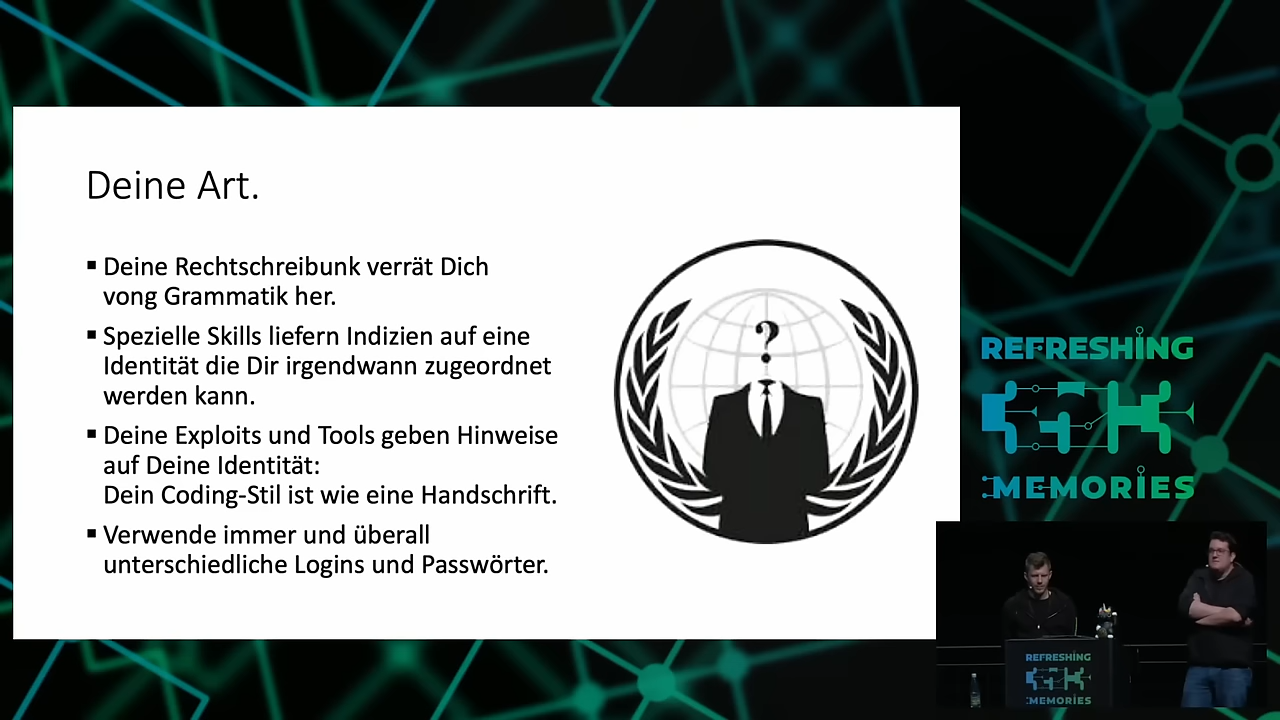 Deine Art.
▪ Deine Rechtschreibunk verrät Dich
vong Grammatik her.
▪ Spezielle Skills liefern Indizien auf eine
Identität die Dir irgendwann zugeordnet
werden kann.
▪ Deine Exploits und Tools geben Hinweise
auf Deine Identität:
Dein Coding-Stil ist wie eine Handschrift.
▪ Verwende immer und überall
unterschiedliche Logins und Passwörter.
?
REFRESHING
MEMORIES
REFRESHING
MEMORIES